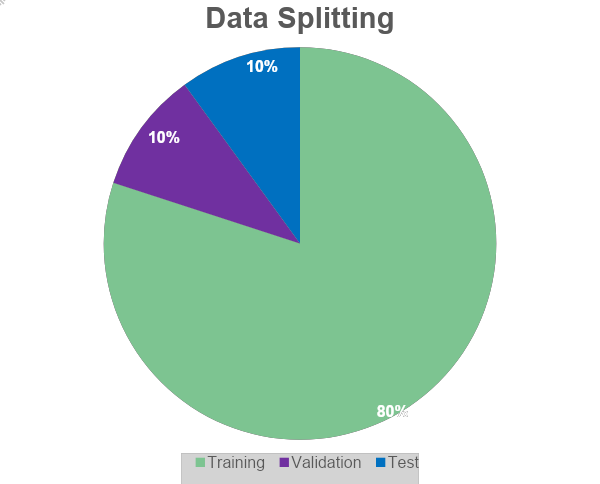 Data Splitting
10%
10%
80%
Training Validation Test